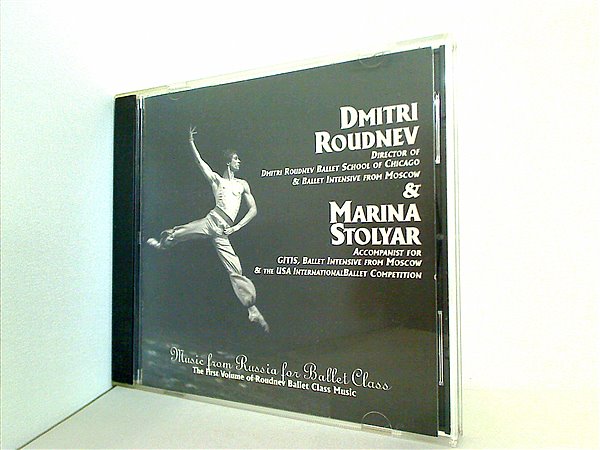 DMITRI
ROUDNEV
DIRECTOR OF
DMITRI ROUDNEV BALLET SCHOOL OF CHICAGO
& BALLET INTENSIVE FROM MOSCOW
&
MARINA
STOLYAR
ACCOMPANIST FOR
GITIS, BALLET INTENSIVE FROM MOSCOW
& THE USA INTERNATIONALBALLET COMPETITION
Music from Russia for Ballet Class
The First Volume of Roudnev Ballet Class Music